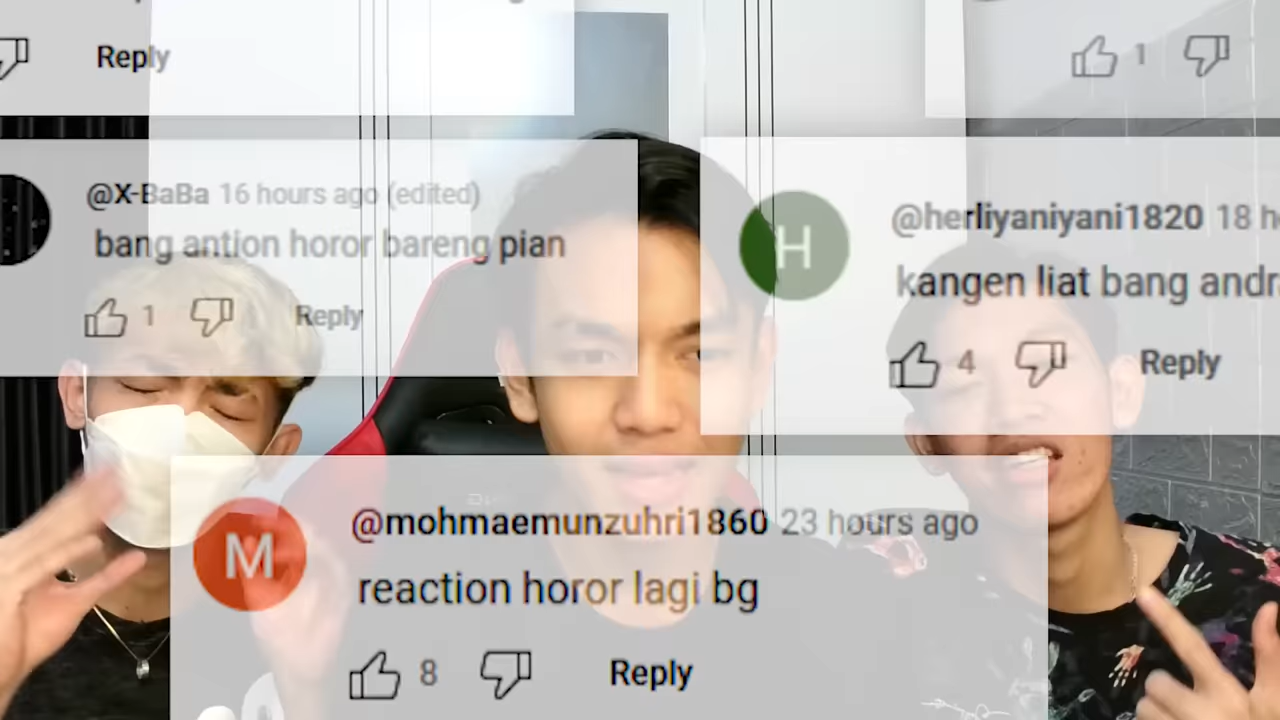 Reply
1
@X-BaBa 16 hours ago (edited)
bang antion horor bareng pian
1 Reply
H
@herliyaniyani1820 18 h
kangen liat bang andr
4 Reply
M
@mohmaemunzuhri1860 23 hours ago
reaction horor lagi bg
8 Reply